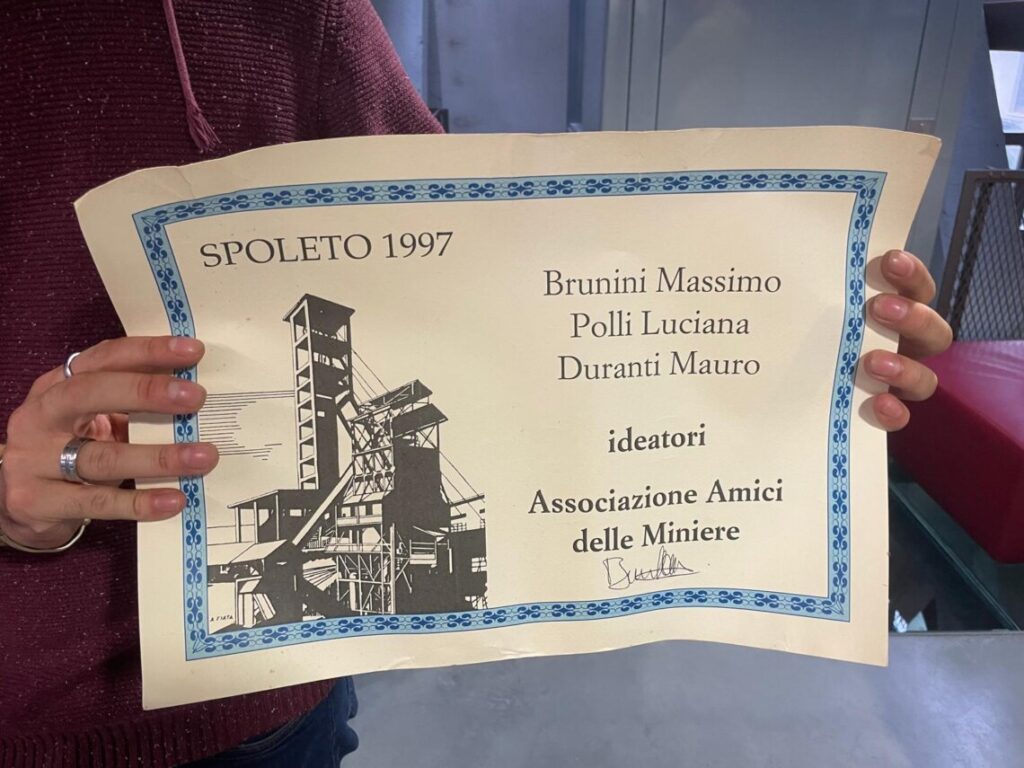 SPOLETO 1997
Brunini Massimo
Polli Luciana
Duranti Mauro
ideatori
Associazione Amici
delle Miniere